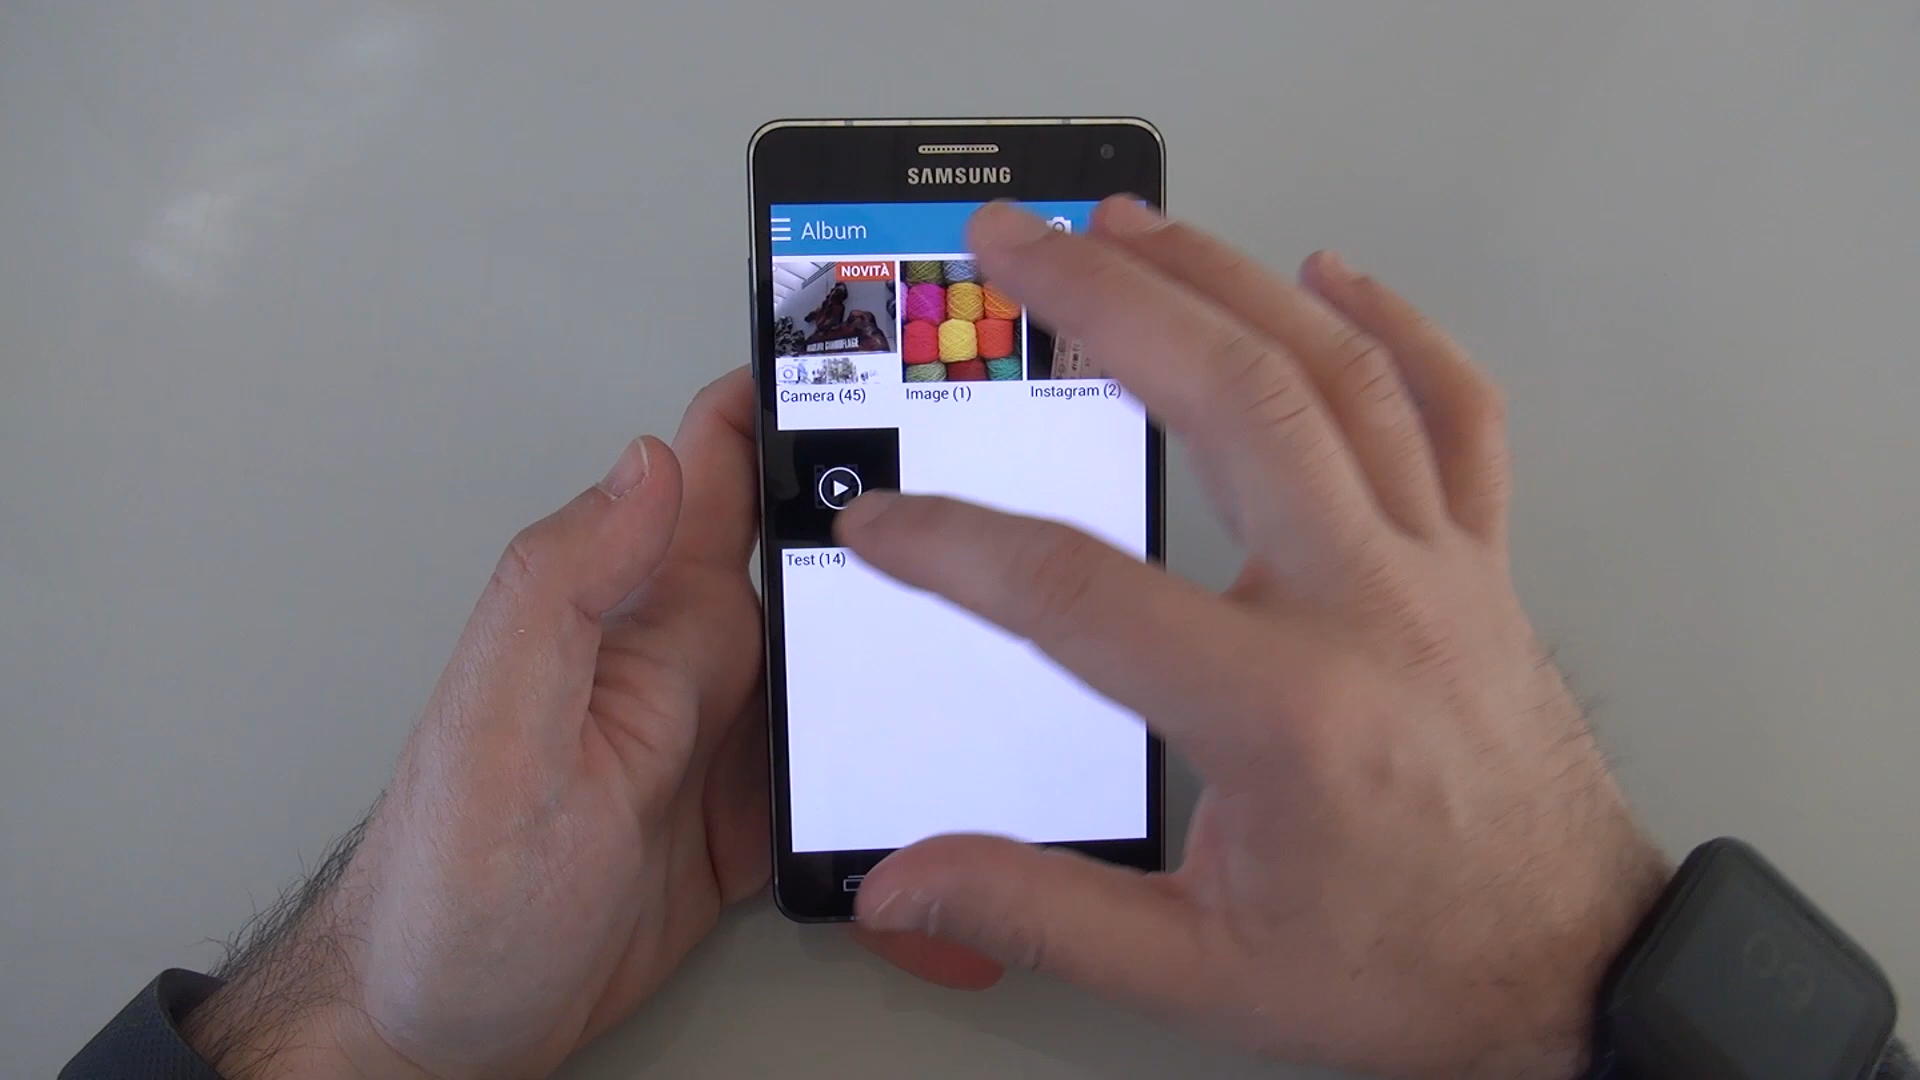 SAMSUNG
Album
NOVITÀ
Camera (45)
Image (1)
Instagram (2)
Test (14)